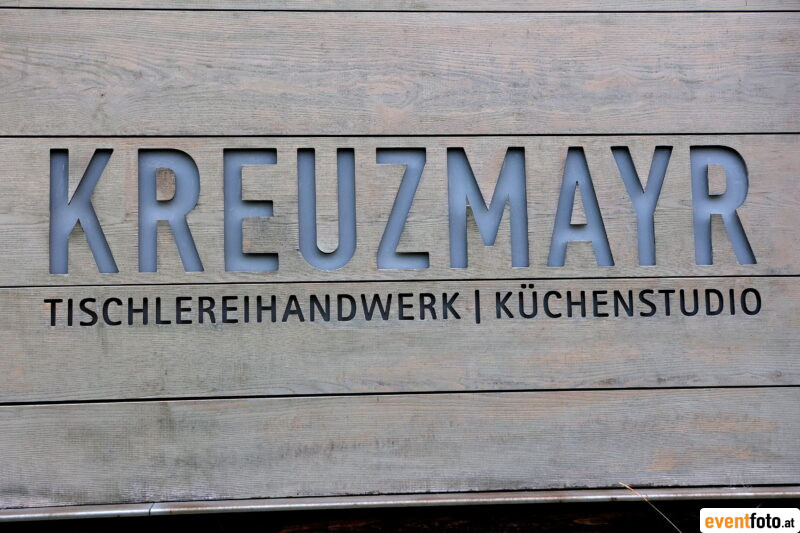 KREUZMAYR
TISCHLEREIHANDWERK | KÜCHENSTUDIO
eventfoto.at